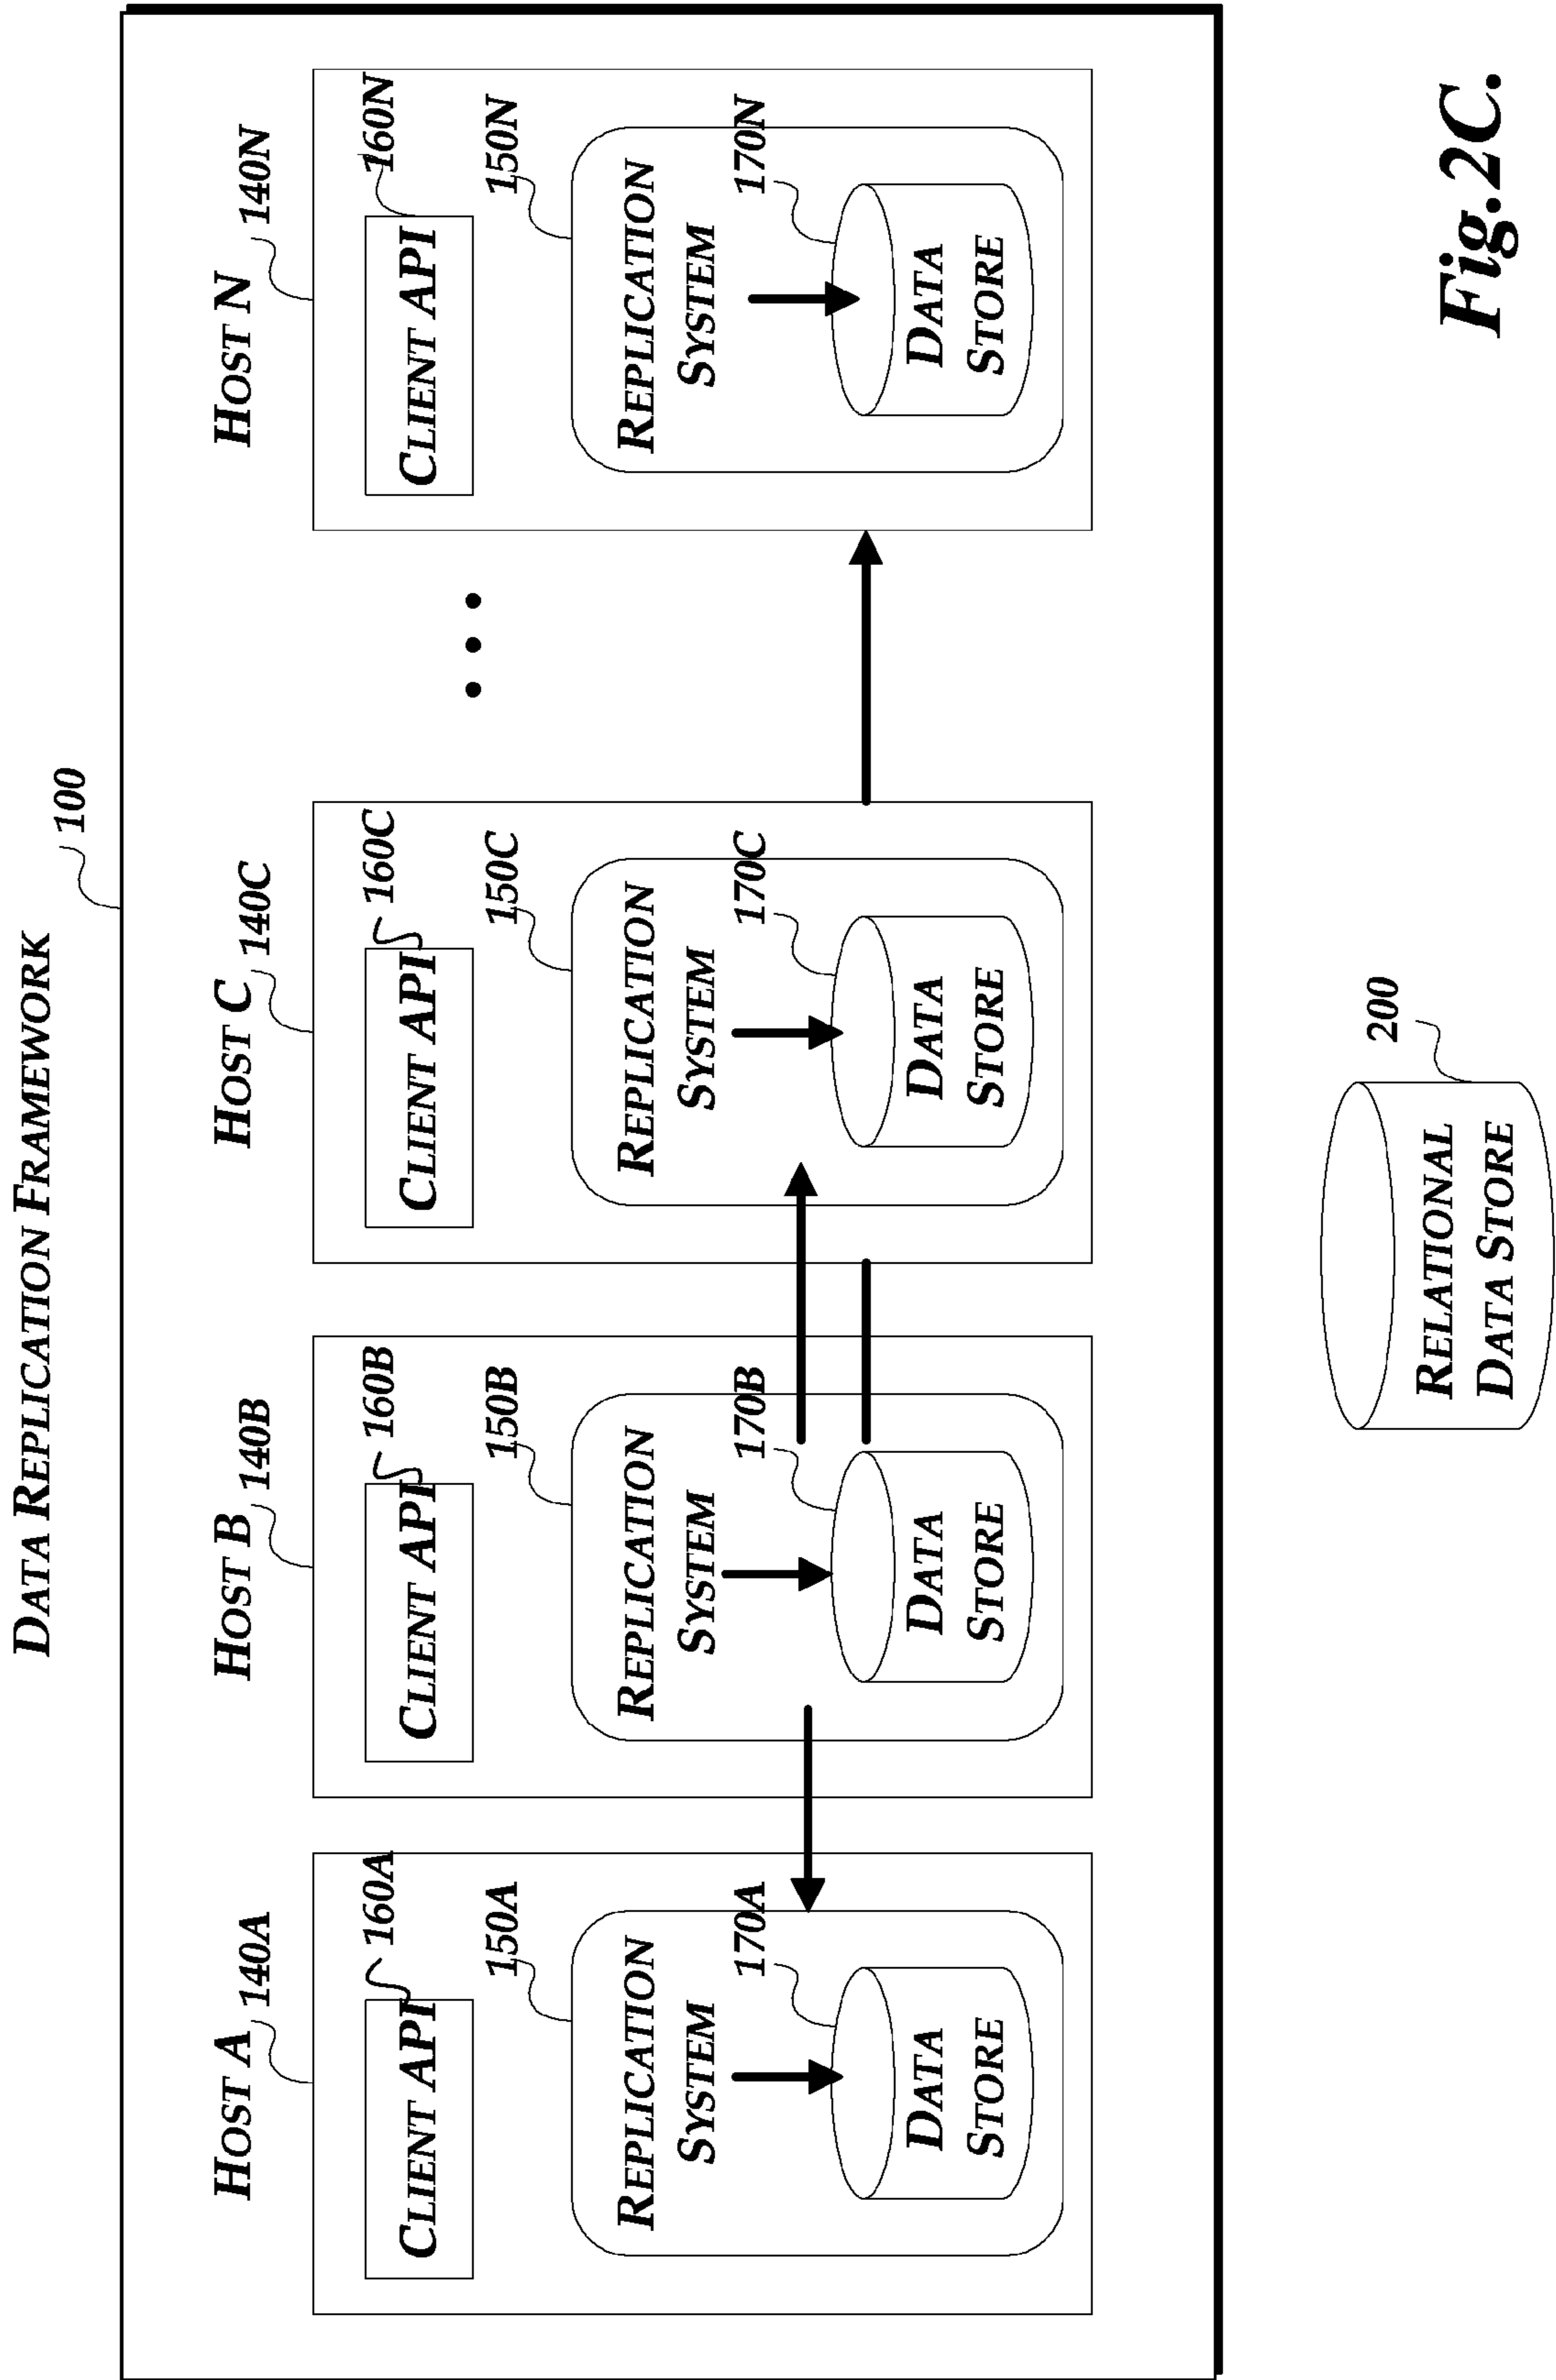 DATA REPLICATION FRAMEWORK
100
HOST A 140A
CLIENT API
160A
150A
REPLICATION
SYSTEM
170A
DATA
STORE
HOST B 140B
CLIENT API
160B
150B
REPLICATION
SYSTEM
170B
DATA
STORE
HOST C 140C
CLIENT API
160C
150C
REPLICATION
SYSTEM
170C
DATA
STORE
HOST N 140N
CLIENT API
160N
150N
REPLICATION
SYSTEM
170N
DATA
STORE
200
RELATIONAL
DATA STORE
Fig.2C.